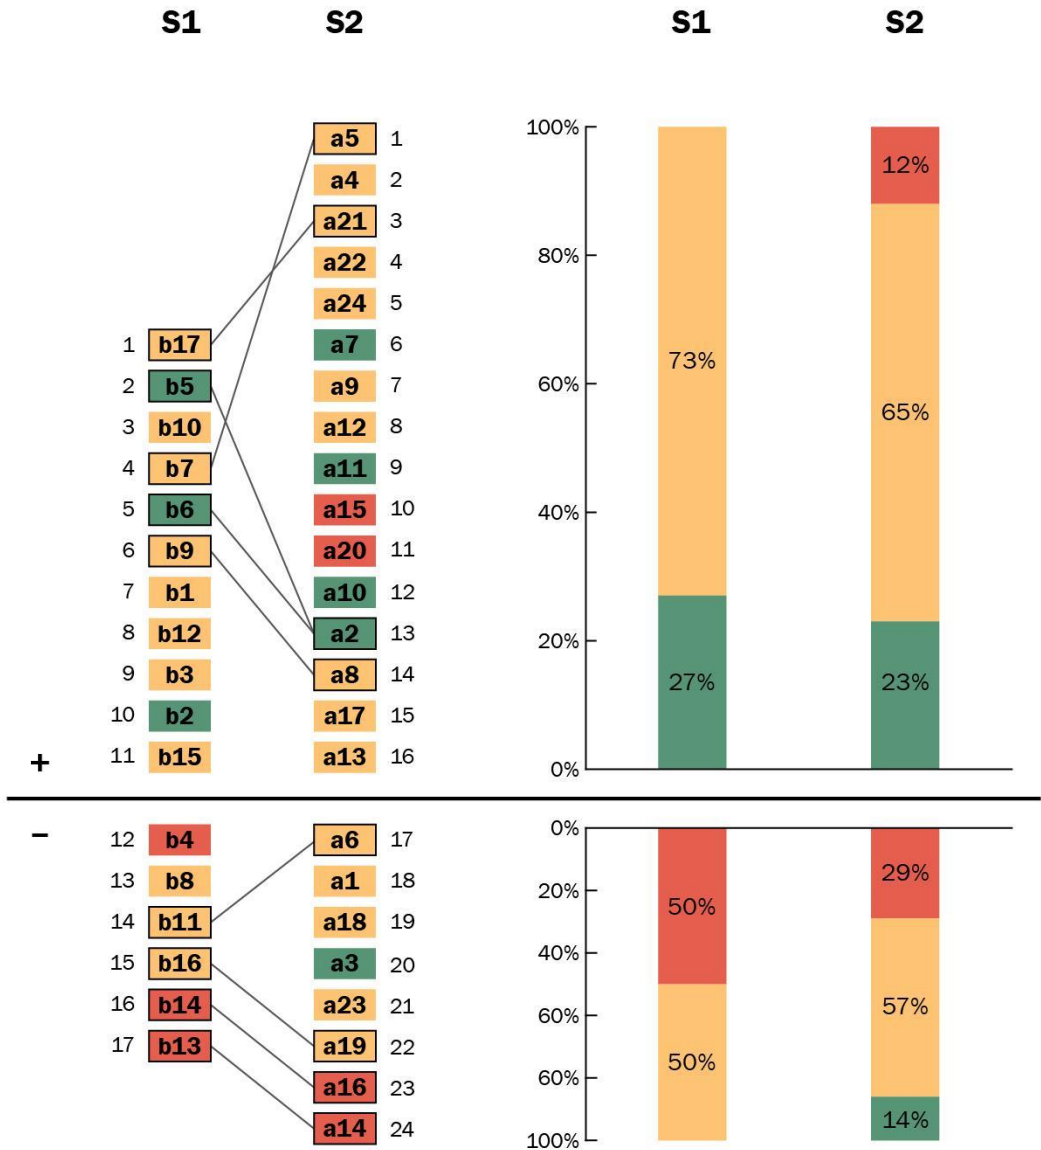 S1 S2 S1 S2
a5 1 100%
12%
a4 2
a21 3
a22 4 80%
a24 5
1 b17 a7 6
73%
2 b5 a9 7 60%
65%
3 b10 a12 8
4 b7 a11 9
5 b6 a15 10 40%
6 b9 a20 11
7 b1 a10 12
8 b12 a2 13 20%
9 b3 a8 14
27% 23%
10 b2 a17 15
+ 11 b15 a13 16 0%
– 12 b4 a6 17 0%
29%
13 b8 a1 18 20%
50%
14 b11 a18 19
40%
15 b16 a3 20
16 b14 a23 21 60%
57%
17 b13 a19 22
50%
60%
a16 23
14%
a14 24 100%